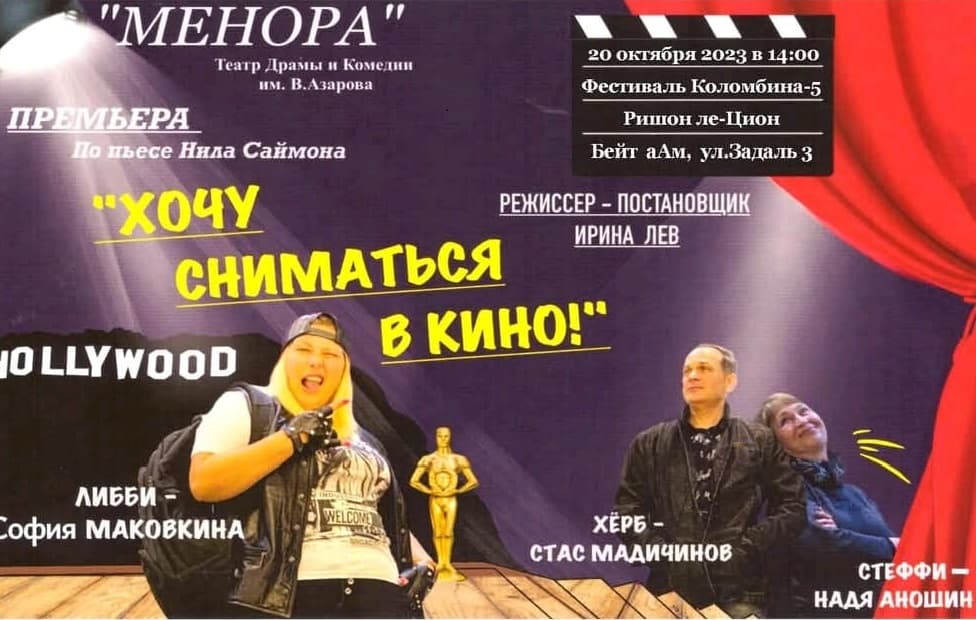 "МЕНОРА"
Театр Драмы и Комедии
им. В.Азарова
ПРЕМЬЕРА
По пьесе Нила Саймона
20 октября 2023 в 14:00
Фестиваль Коломбина-5
Ришон ле-Цион
Бейт аАм, ул.Задаль 3
"ХОЧУ
СНИМАТЬСЯ
В КИНО!"
РЕЖИССЕР - ПОСТАНОВЩИК
ИРИНА ЛЕВ
HOLLYWOOD
WELCOME
ЛИББИ -
София МАКОВКИНА
ХЁРБ -
СТАС МАДИЧИНОВ
СТЕФФИ -
НАДЯ АНОШИН